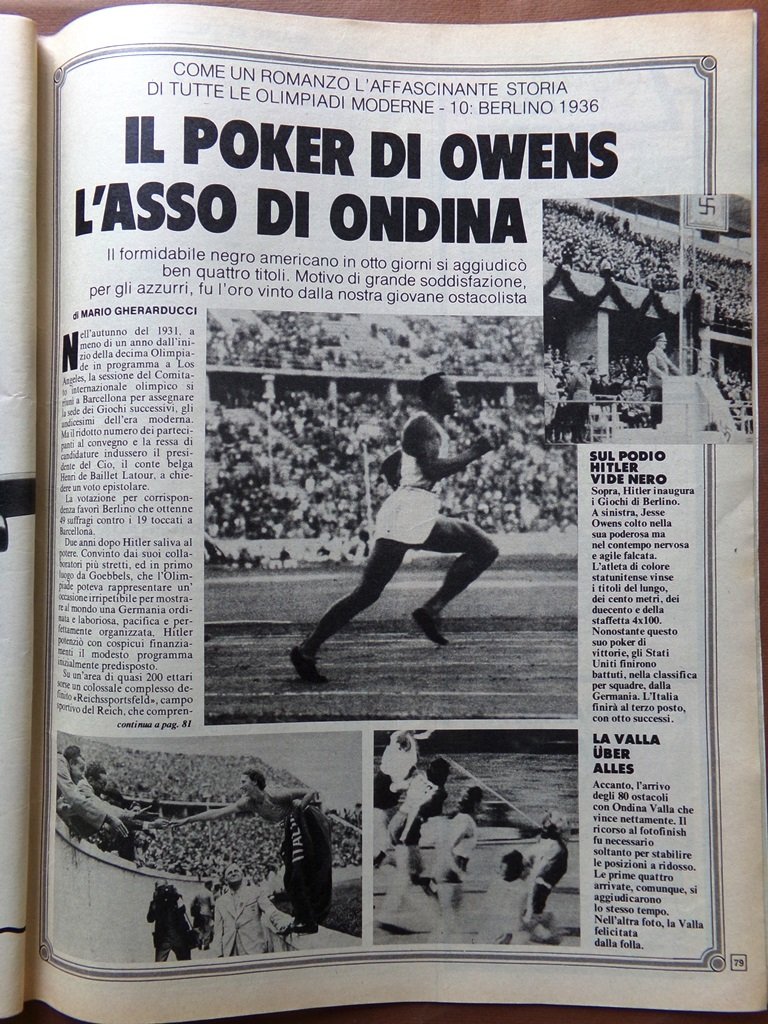 COME UN ROMANZO L'AFFASCINANTE STORIA
DI TUTTE LE OLIMPIADI MODERNE - 10: BERLINO 1936
IL POKER DI OWENS
L'ASSO DI ONDINA
Il formidabile negro americano in otto giorni si aggiudicò
ben quattro titoli. Motivo di grande soddisfazione,
per gli azzurri, fu l'oro vinto dalla nostra giovane ostacolista
di MARIO GHERARDUCCI
Nell'autunno del 1931, a
meno di un anno dall'ini-
zio della decima Olimpia-
de in programma a Los
Angeles, la sessione del Comita-
to internazionale olimpico si
riunì a Barcellona per assegnare
la sede dei Giochi successivi, gli
undicesimi dell'era moderna.
Ma il ridotto numero dei parteci-
panti al convegno e la ressa di
candidature indussero il presi-
dente del Cio, il conte belga
Henri de Baillet Latour, a chie-
dere un voto epistolare.
La votazione per corrispon-
denza favorì Berlino che ottenne
49 suffragi contro i 19 toccati a
Barcellona.
Due anni dopo Hitler saliva al
potere. Convinto dai suoi colla-
boratori più stretti, ed in primo
luogo da Goebbels, che l'Olim-
piade poteva rappresentare un'
occasione irripetibile per mostra-
re al mondo una Germania ordi-
nata e laboriosa, pacifica e per-
fettamente organizzata, Hitler
potenziò con cospicui finanzia-
menti il modesto programma
inizialmente predisposto.
Su un'area di quasi 200 ettari
sorse un colossale complesso de-
finito «Reichssportsfeld», campo
sportivo del Reich, che compren-
continua a pag. 81
SUL PODIO
HITLER
VIDE NERO
Sopra, Hitler inaugura
i Giochi di Berlino.
A sinistra, Jesse
Owens colto nella
sua poderosa ma
nel contempo nervosa
e agile falcata.
L'atleta di colore
statunitense vinse
i titoli del lungo,
dei cento metri, dei
duecento e della
staffetta 4x100.
Nonostante questo
suo poker di
vittorie, gli Stati
Uniti finirono
battuti, nella classifica
per squadre, dalla
Germania. L'Italia
finirà al terzo posto,
con otto successi.
LA VALLA
ÜBER
ALLES
Accanto, l'arrivo
degli 80 ostacoli
con Ondina Valla che
vince nettamente. Il
ricorso al fotofinish
fu necessario
soltanto per stabilire
le posizioni a ridosso.
Le prime quattro
arrivate, comunque, si
aggiudicarono
lo stesso tempo.
Nell'altra foto, la Valla
felicitata
dalla folla.
ITALIA
79